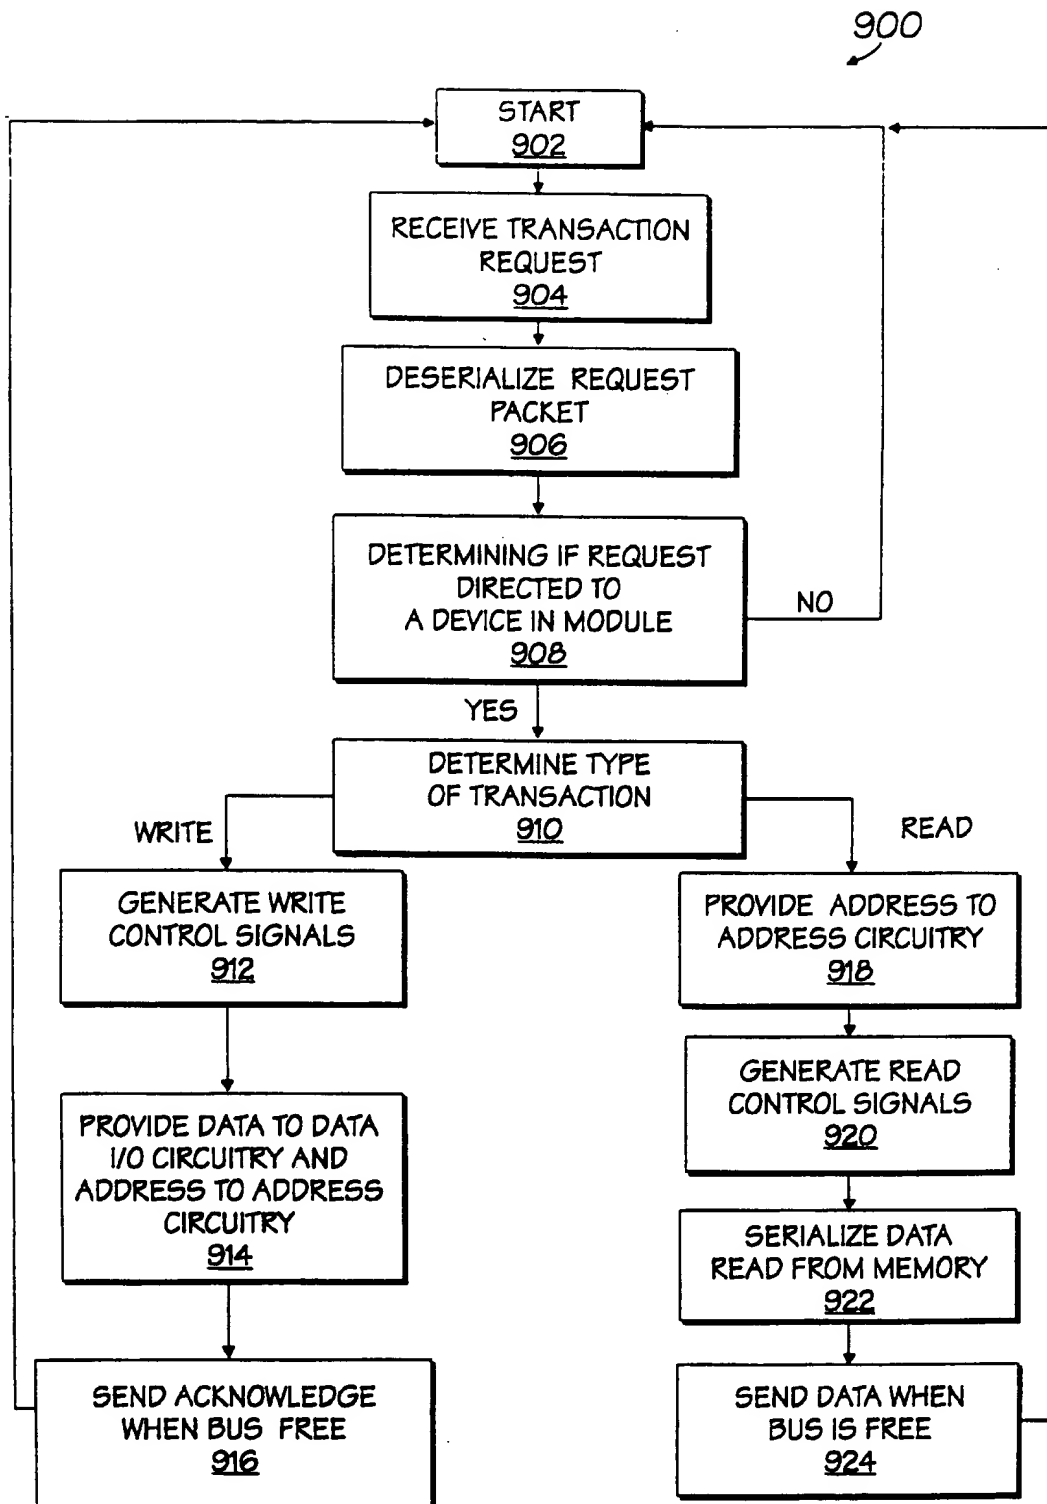 900
START
902
RECEIVE TRANSACTION
REQUEST
904
DESERIALIZE REQUEST
PACKET
906
DETERMINING IF REQUEST
DIRECTED TO
A DEVICE IN MODULE
908
NO
YES
DETERMINE TYPE
OF TRANSACTION
910
WRITE
READ
GENERATE WRITE
CONTROL SIGNALS
912
PROVIDE DATA TO DATA
I/O CIRCUITRY AND
ADDRESS TO ADDRESS
CIRCUITRY
914
SEND ACKNOWLEDGE
WHEN BUS FREE
916
PROVIDE ADDRESS TO
ADDRESS CIRCUITRY
918
GENERATE READ
CONTROL SIGNALS
920
SERIALIZE DATA
READ FROM MEMORY
922
SEND DATA WHEN
BUS IS FREE
924